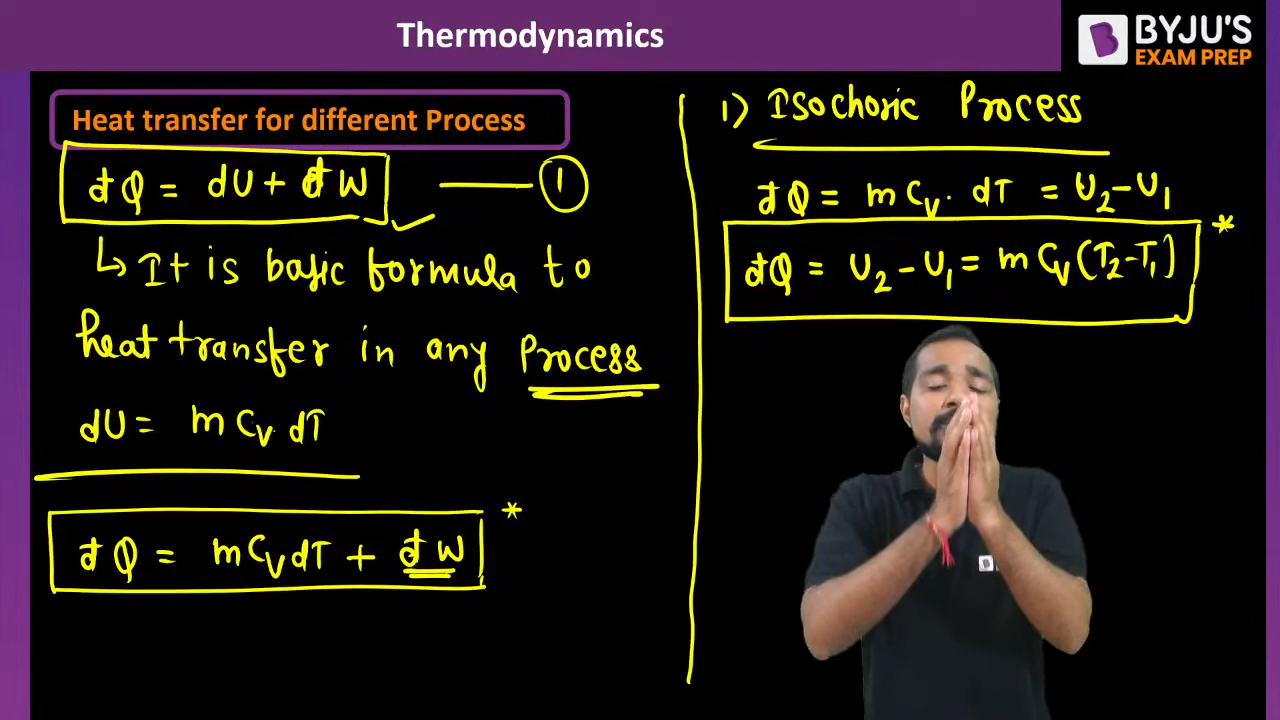 Thermodynamics
BYJU'S
EXAM PREP
Heat transfer for different Process
đQ = dU + đW —— ①
↳ It is basic formula to
heat transfer in any Process
dU = mCv.dT
đQ = mCvdT + đW *
1) Isochoric Process
đQ = mCv.dT = U₂-U₁
đQ = U₂-U₁ = mCv(T₂-T₁) *